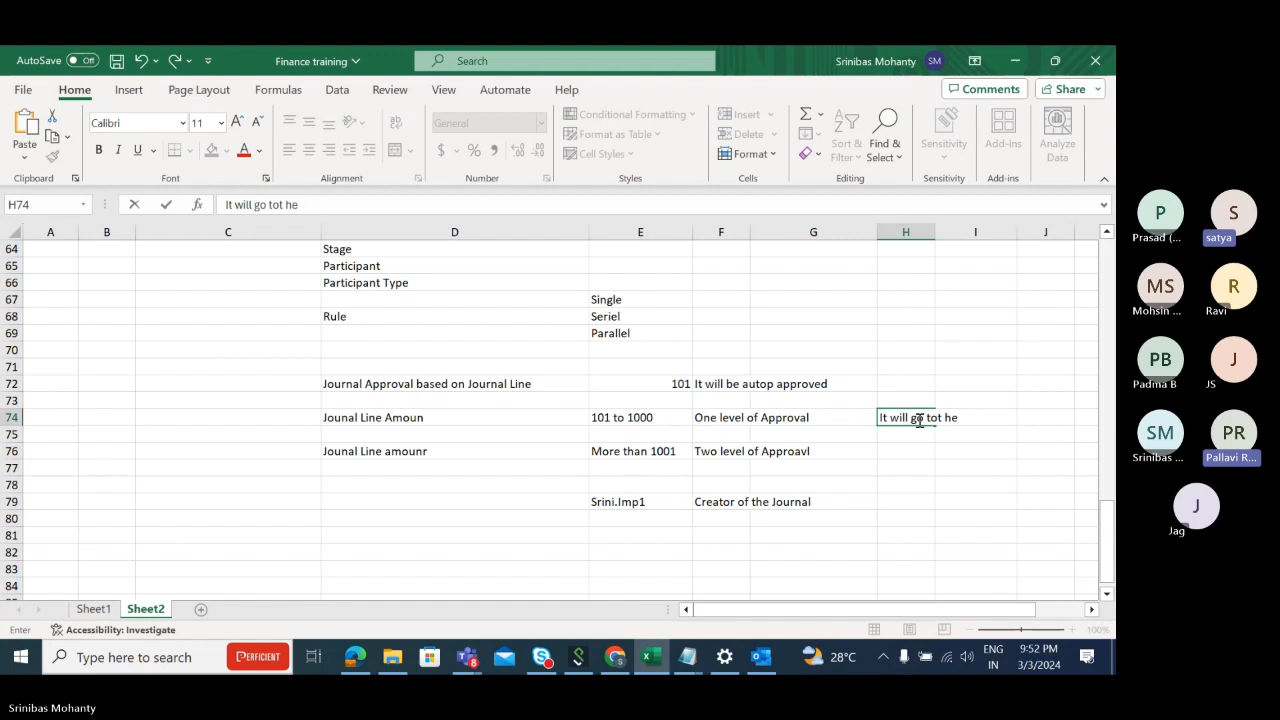 AutoSave Off
Finance training
Search
Srinibas Mohanty SM
File Home Insert Page Layout Formulas Data Review View Automate Help
Comments Share
Calibri 11
General
Paste
B I U
Conditional Formatting
Format as Table
Cell Styles
Insert
Delete
Format
Sort &
Filter
Find &
Select
Sensitivity
Add-ins
Analyze
Data
Clipboard Font Alignment Number Styles Cells Editing Sensitivity Add-ins
H74 fx It will go tot he
A B C D E F G H I J
64 Stage
65 Participant
66 Participant Type
67 Single
68 Rule Seriel
69 Parallel
70
71
72 Journal Approval based on Journal Line 101 It will be autop approved
73
74 Jounal Line Amoun 101 to 1000 One level of Approval It will go tot he
75
76 Jounal Line amounr More than 1001 Two level of Approavl
77
78
79 Srini.Imp1 Creator of the Journal
80
81
82
83
84
Sheet1 Sheet2
Enter Accessibility: Investigate 100%
Type here to search PERFICIENT 28°C ENG
IN 9:52 PM
3/3/2024
P S
Prasad (... satya
MS R
Mohsin ... Ravi
PB J
Padma B JS
SM PR
Srinibas ... Pallavi R...
J
Jag
Srinibas Mohanty